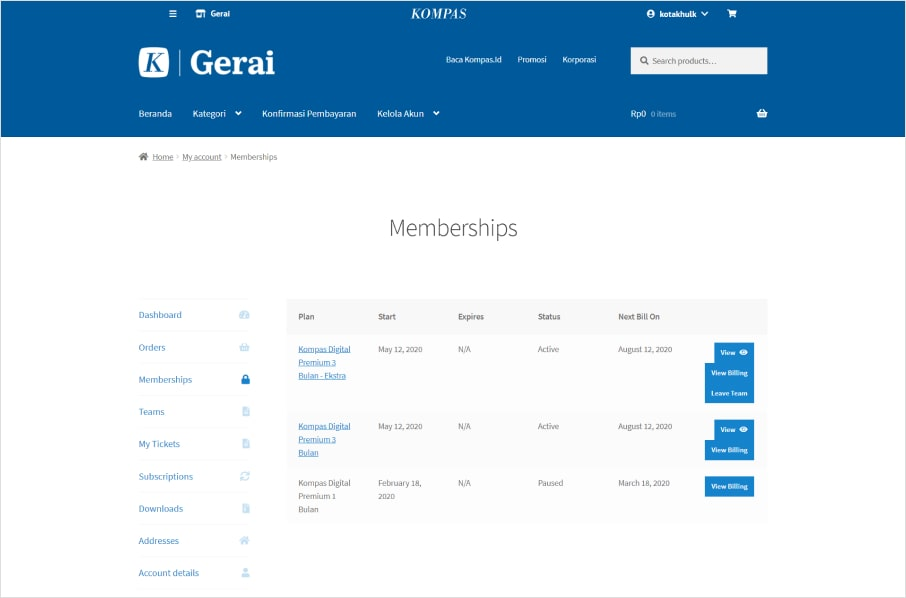 Gerai
KOMPAS
kotakhulk
K | Gerai
Baca Kompas.Id
Promosi
Korporasi
Search products...
Beranda
Kategori
Konfirmasi Pembayaran
Kelola Akun
Rp0 0 items
Home › My account › Memberships
Memberships
Dashboard
Orders
Memberships
Teams
My Tickets
Subscriptions
Downloads
Addresses
Account details
Plan Start Expires Status Next Bill On
Kompas Digital May 12, 2020 N/A Active August 12, 2020 View
Premium 3
Bulan - Ekstra
View Billing
Leave Team
Kompas Digital May 12, 2020 N/A Active August 12, 2020 View
Premium 3
Bulan
View Billing
Kompas Digital February 18, N/A Paused March 18, 2020 View Billing
Premium 1 2020
Bulan